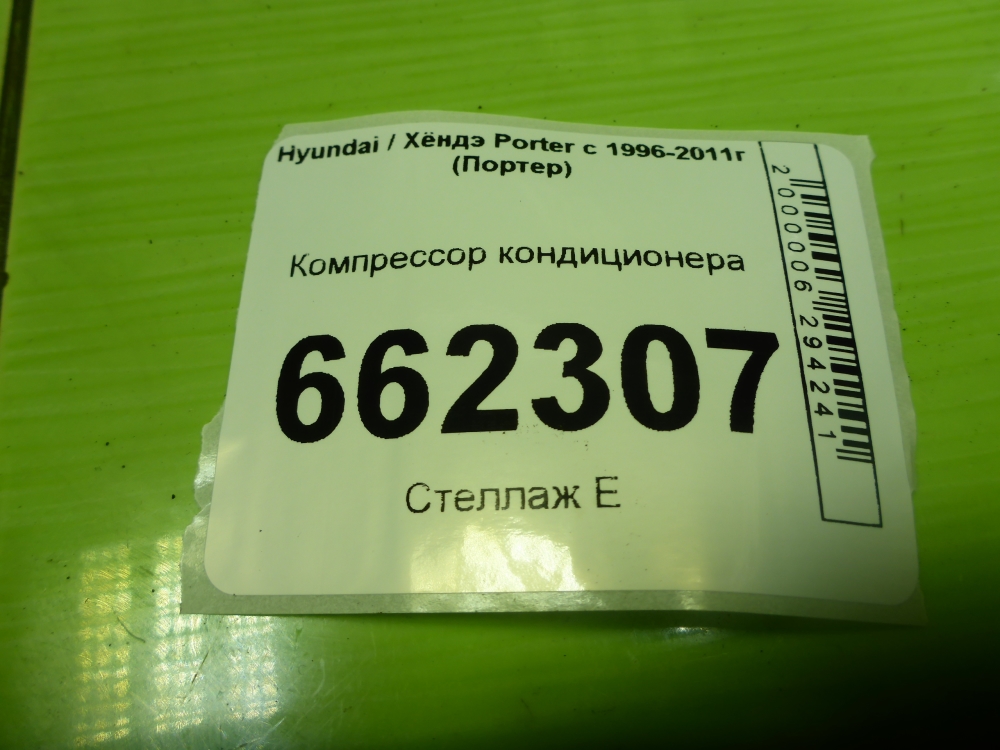 Hyundai / Хёндэ Porter с 1996-2011г
(Портер)
Компрессор кондиционера
662307
Стеллаж Е
2000006294241